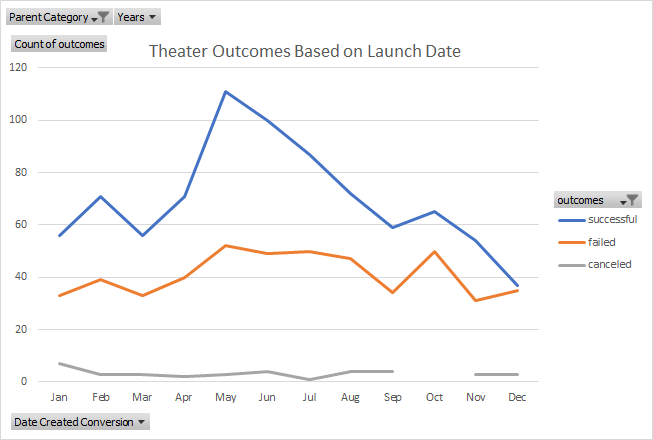 Parent Category Years
Count of outcomes
Theater Outcomes Based on Launch Date
120
100
80
60
40
20
0
Jan Feb Mar Apr May Jun Jul Aug Sep Oct Nov Dec
outcomes
successful
failed
canceled
Date Created Conversion